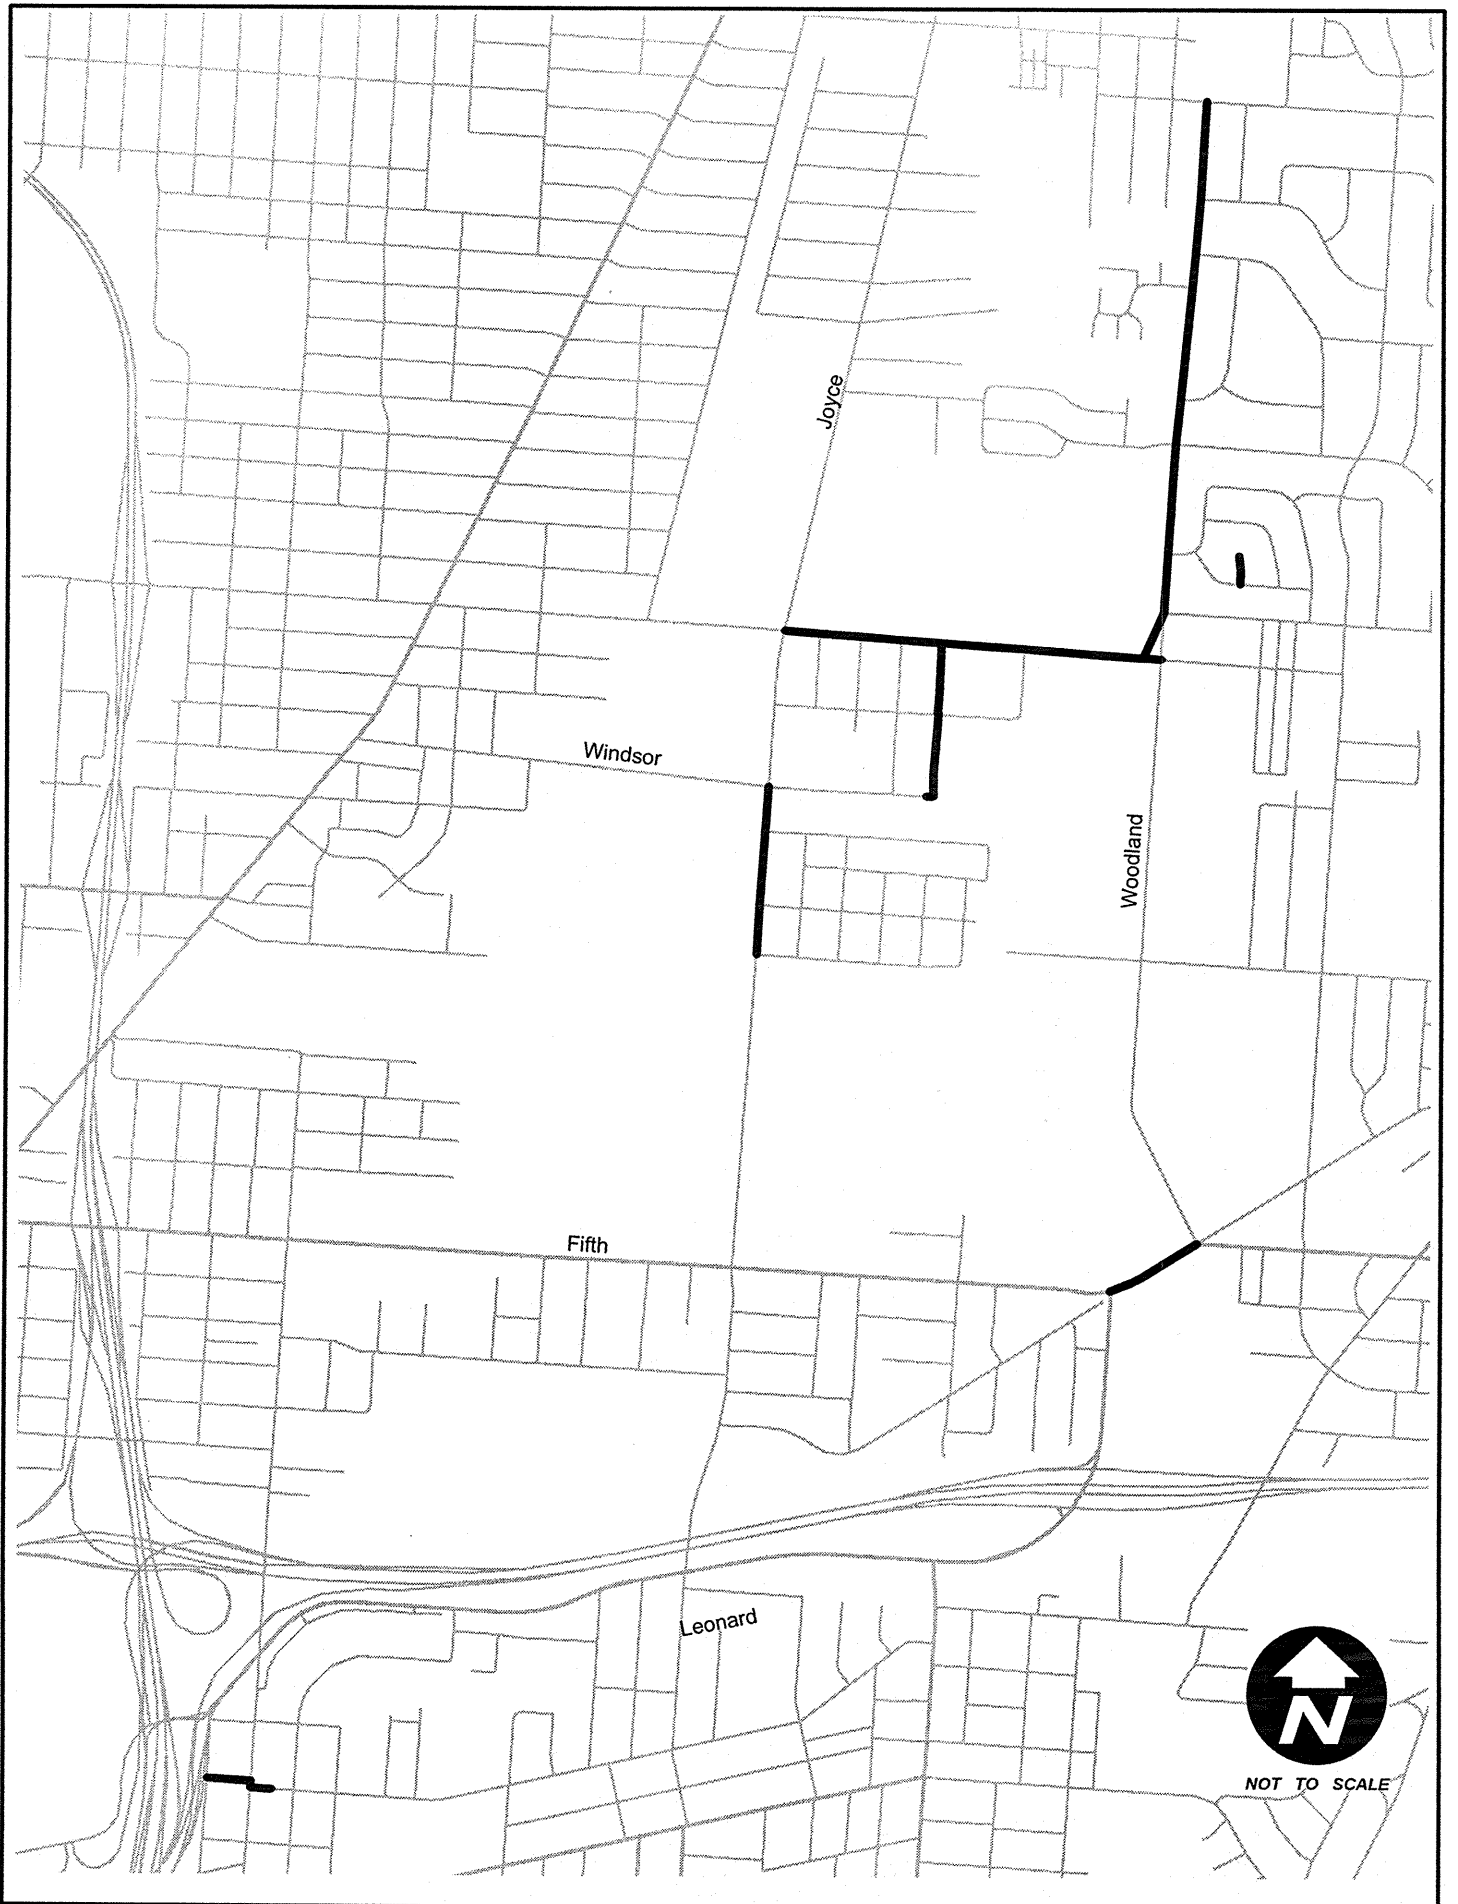 Joyce
Windsor
Woodland
Fifth
Leonard
N
NOT TO SCALE